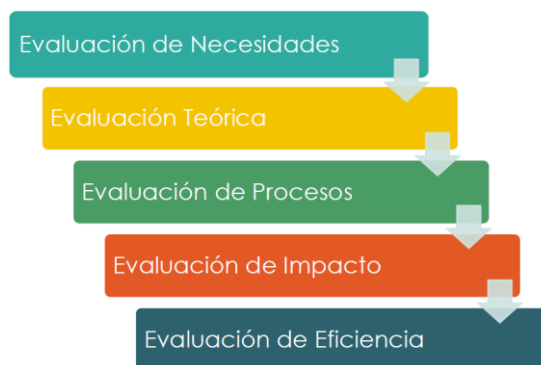 Evaluación de Necesidades
Evaluación Teórica
Evaluación de Procesos
Evaluación de Impacto
Evaluación de Eficiencia